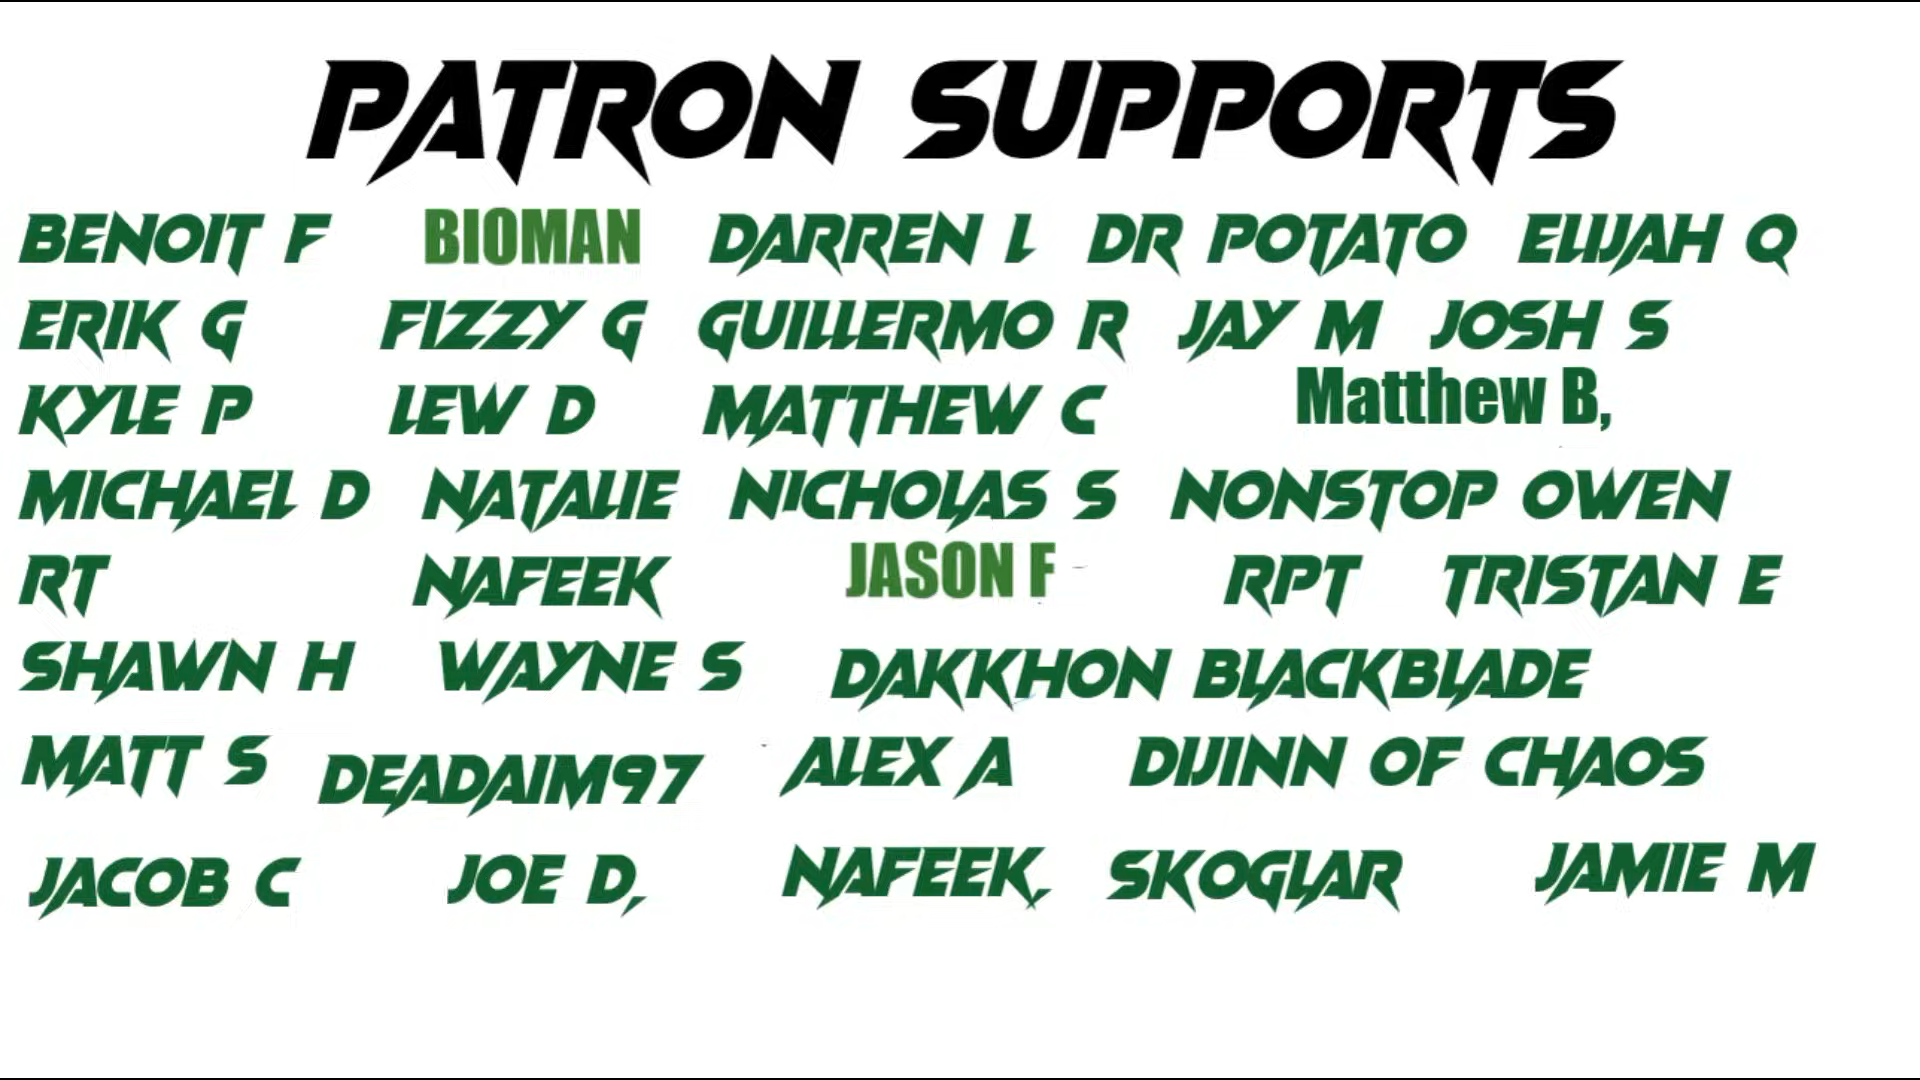 PATRON SUPPORTS
BENOIT F BIOMAN DARREN L DR POTATO ELIJAH Q
ERIK G FIZZY G GUILLERMO R JAY M JOSH S
KYLE P LEW D MATTHEW C Matthew B,
MICHAEL D NATALIE NICHOLAS S NONSTOP OWEN
RT NAFEEK JASON F RPT TRISTAN E
SHAWN H WAYNE S DAKKHON BLACKBLADE
MATT S DEADAIM97 ALEX A DIJINN OF CHAOS
JACOB C JOE D, NAFEEK, SKOGLAR JAMIE M